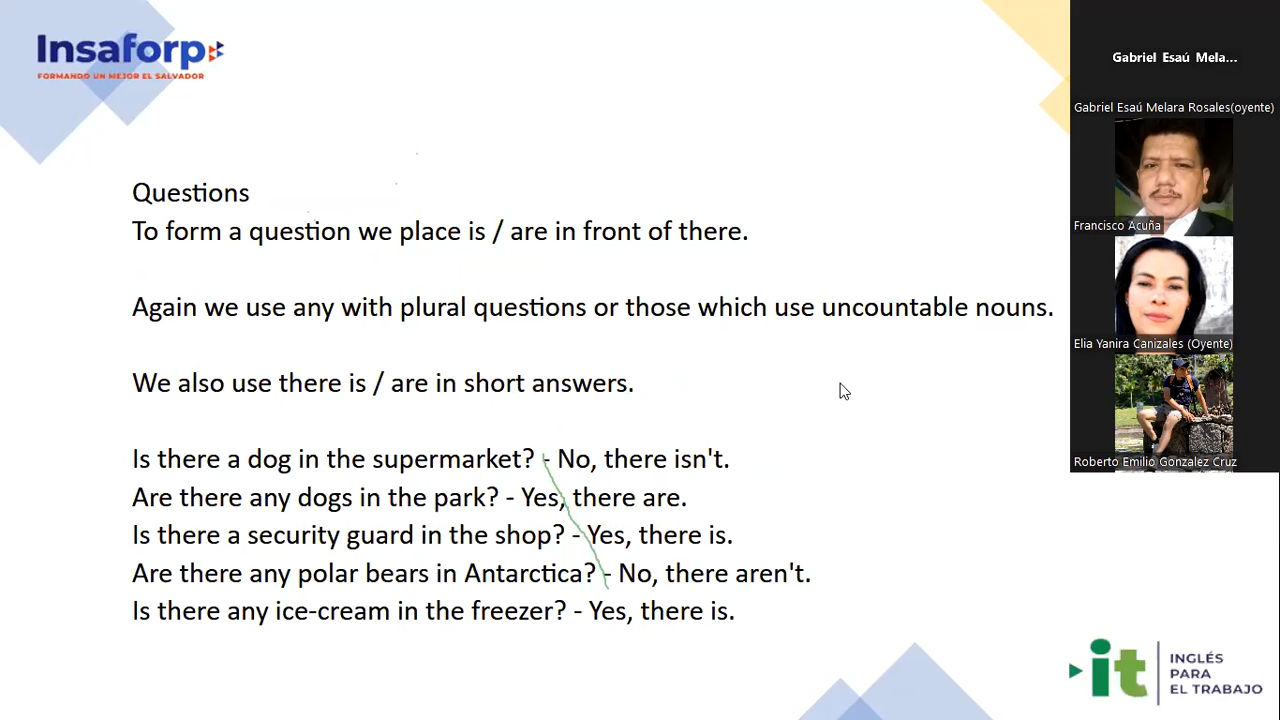 Insaforp
FORMANDO UN MEJOR EL SALVADOR
Questions
To form a question we place is / are in front of there.
Again we use any with plural questions or those which use uncountable nouns.
We also use there is / are in short answers.
Is there a dog in the supermarket? - No, there isn't.
Are there any dogs in the park? - Yes, there are.
Is there a security guard in the shop? - Yes, there is.
Are there any polar bears in Antarctica? - No, there aren't.
Is there any ice-cream in the freezer? - Yes, there is.
Gabriel Esaú Mela...
Gabriel Esaú Melara Rosales(oyente)
Francisco Acuña
Elia Yanira Canizales (Oyente)
Roberto Emilio Gonzalez Cruz
it
INGLÉS
PARA
EL TRABAJO